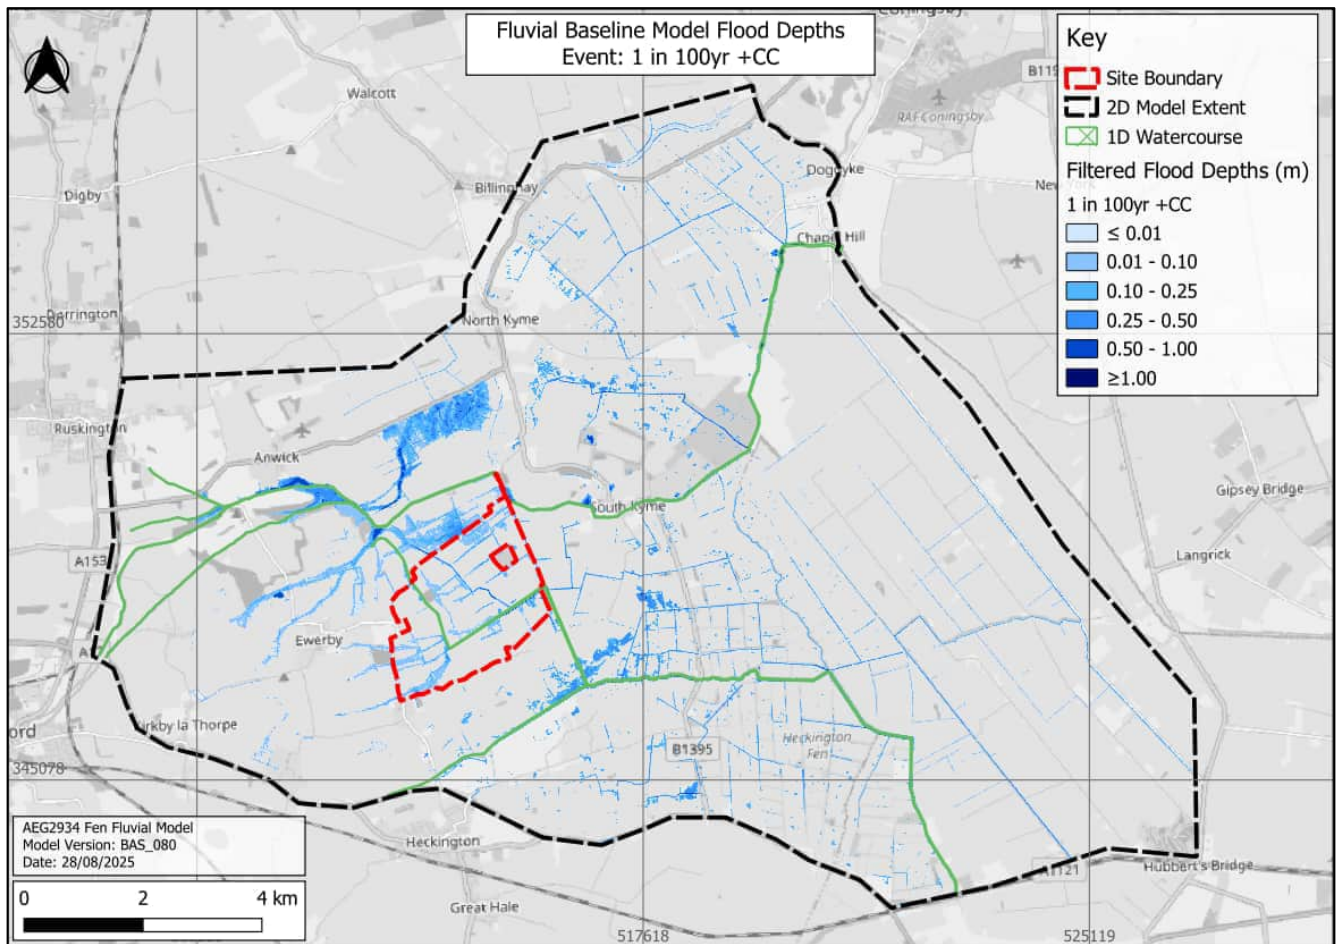 Fluvial Baseline Model Flood Depths
Event: 1 in 100yr +CC
Key
Site Boundary
2D Model Extent
1D Watercourse
Filtered Flood Depths (m)
1 in 100yr +CC
≤ 0.01
0.01 - 0.10
0.10 - 0.25
0.25 - 0.50
0.50 - 1.00
≥1.00
Walcott
RAF Coningsby
Digby
Billinghay
Dogdyke
Chapel Hill
North Kyme
352580
Ruskington
Anwick
South Kyme
Gipsey Bridge
A153
Langrick
Ewerby
Kirkby la Thorpe
ord
B1395
Heckington
Fen
345078
AEG2934 Fen Fluvial Model
Model Version: BAS_080
Date: 28/08/2025
Heckington
A1121
Hubbert's Bridge
0 2 4 km
Great Hale
517618
525119